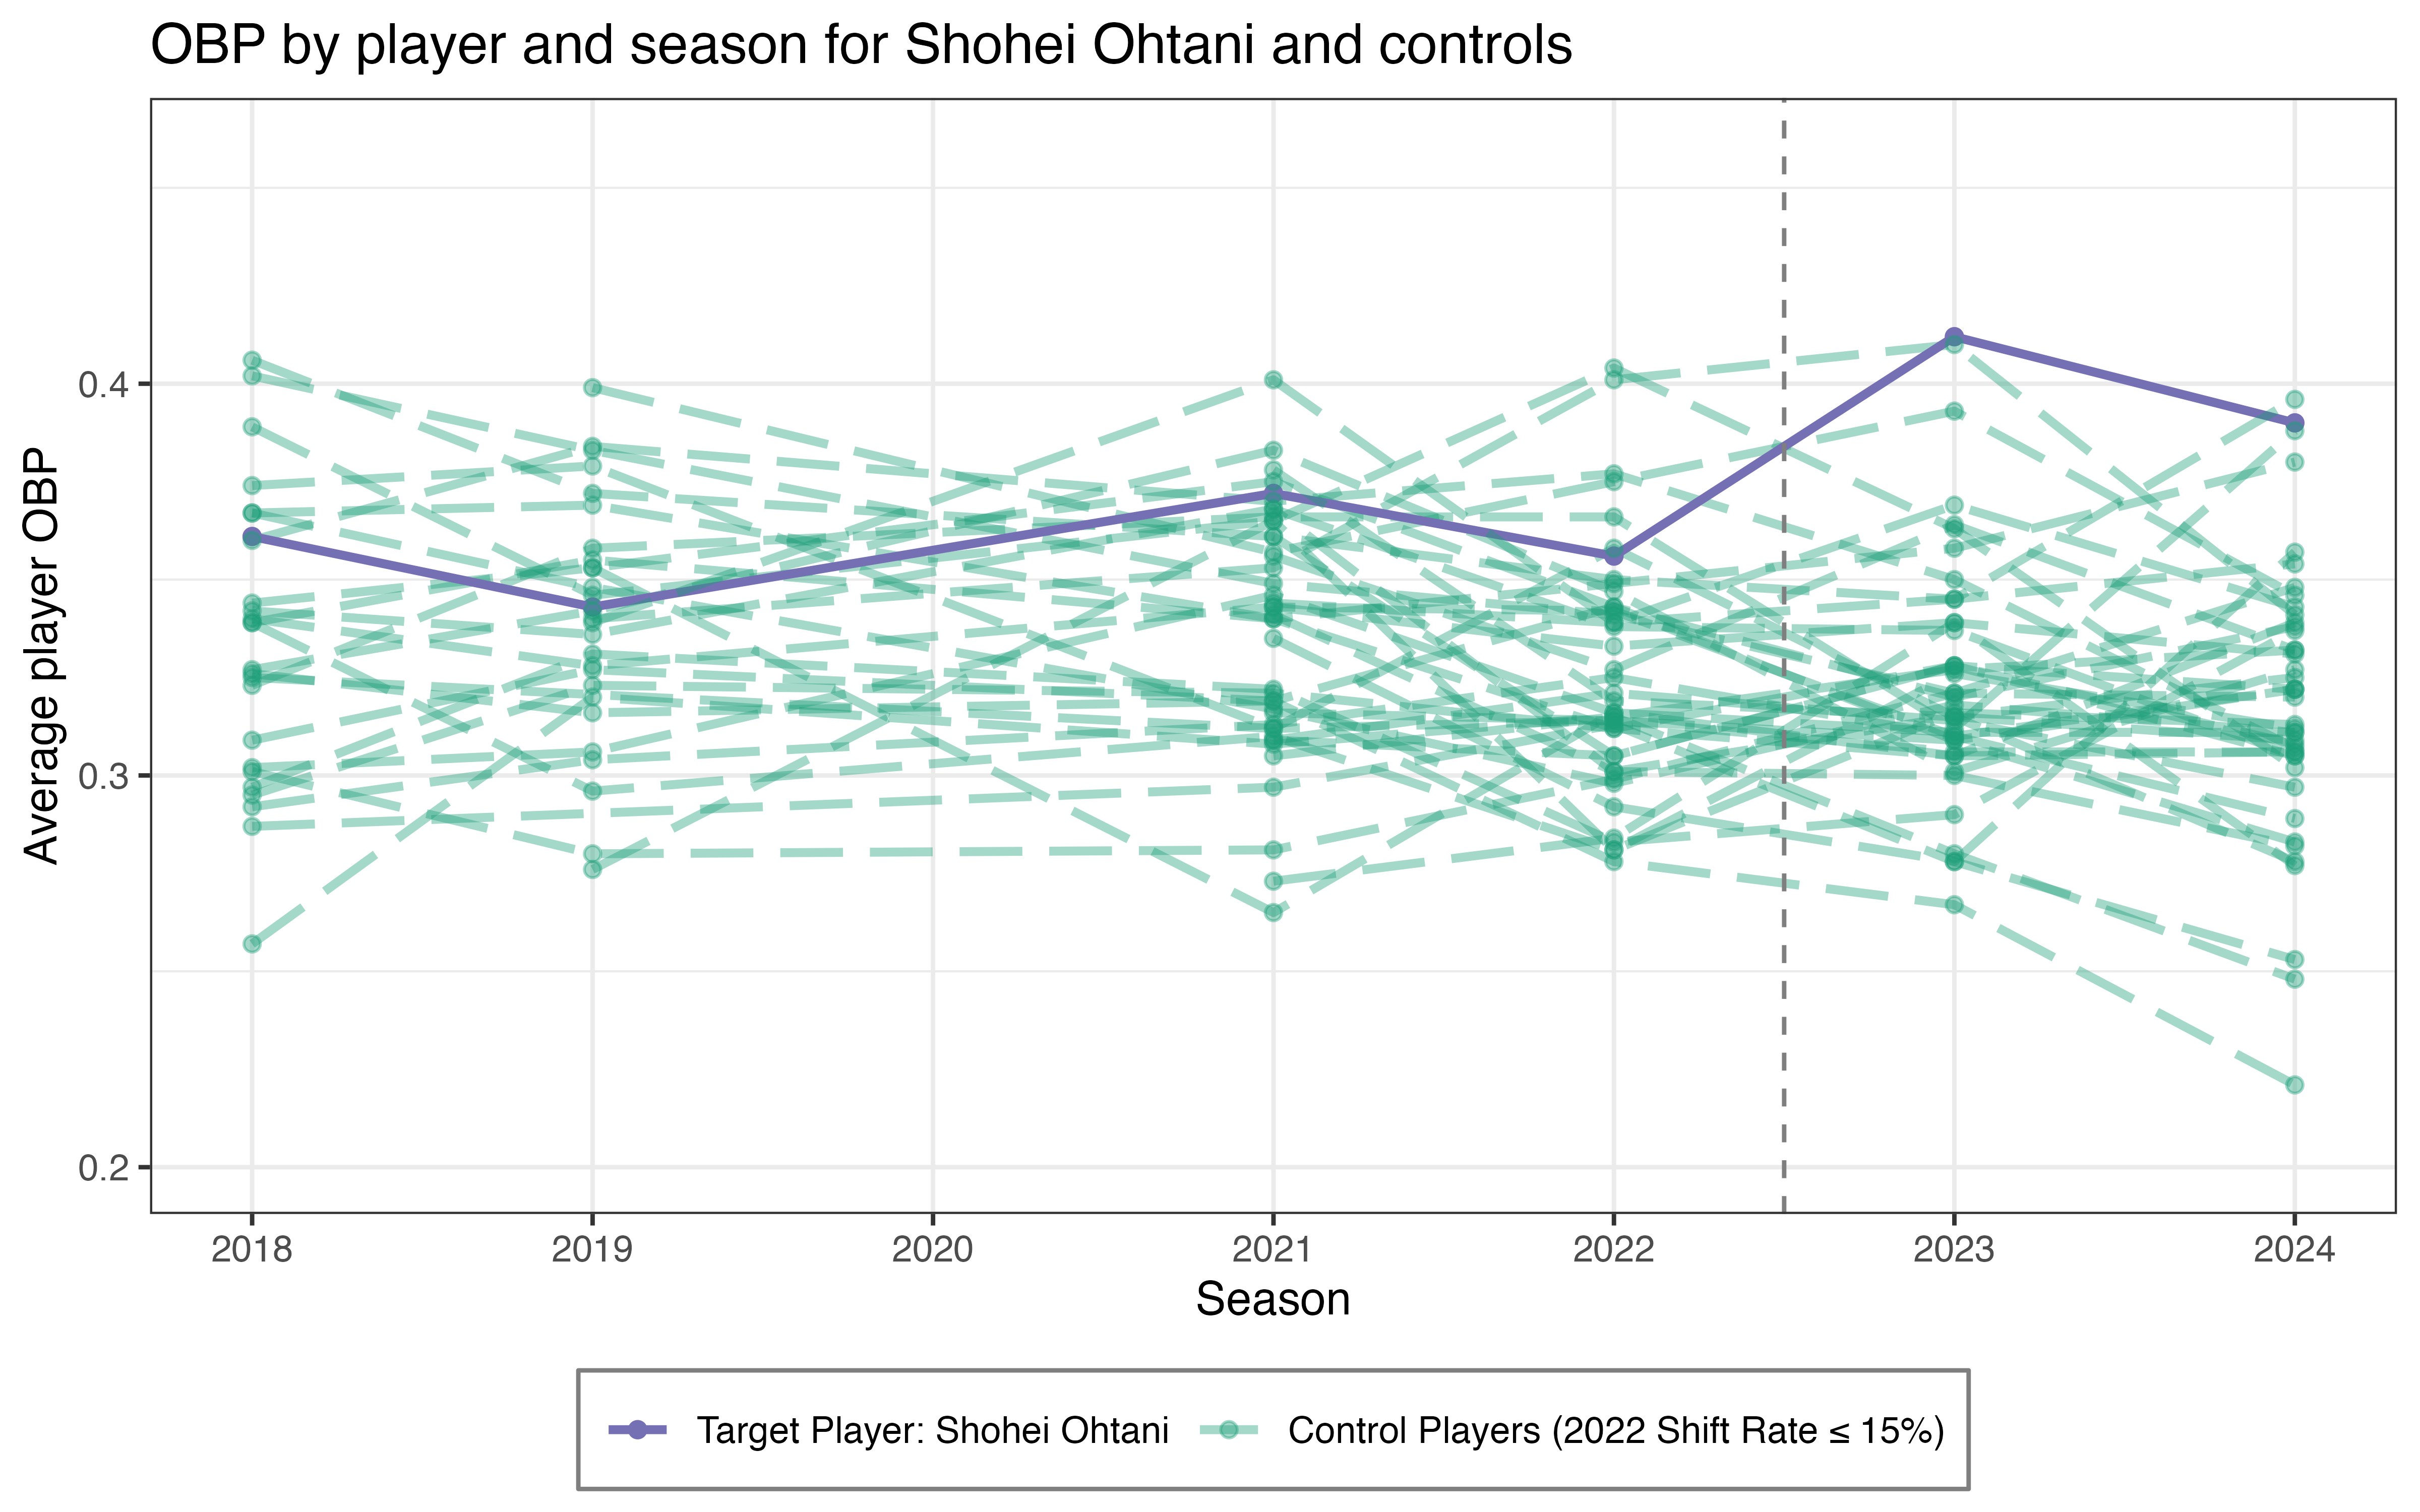 OBP by player and season for Shohei Ohtani and controls
Average player OBP
0.4
0.3
0.2
2018 2019 2020 2021 2022 2023 2024
Season
Target Player: Shohei Ohtani Control Players (2022 Shift Rate ≤ 15%)